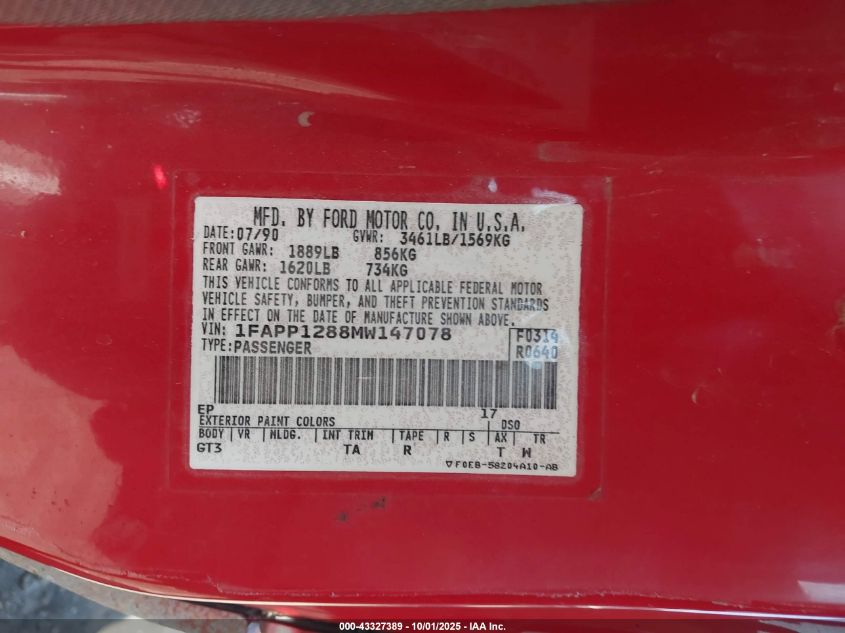 MFD. BY FORD MOTOR CO. IN U.S.A.
DATE: 07/90 GVWR: 3461LB/1569KG
FRONT GAWR: 1889LB 856KG
REAR GAWR: 1620LB 734KG
THIS VEHICLE CONFORMS TO ALL APPLICABLE FEDERAL MOTOR
VEHICLE SAFETY, BUMPER, AND THEFT PREVENTION STANDARDS
IN EFFECT ON THE DATE OF MANUFACTURE SHOWN ABOVE.
VIN: 1FAPP1288MW147078 F0314
TYPE: PASSENGER R0640
EP 17
EXTERIOR PAINT COLORS DSO
BODY VR MLDG. INT TRIM TAPE R S AX TR
GT3 TA R T W
F0EB-58204A10-AB
000-43327389 - 10/01/2025 - IAA Inc.